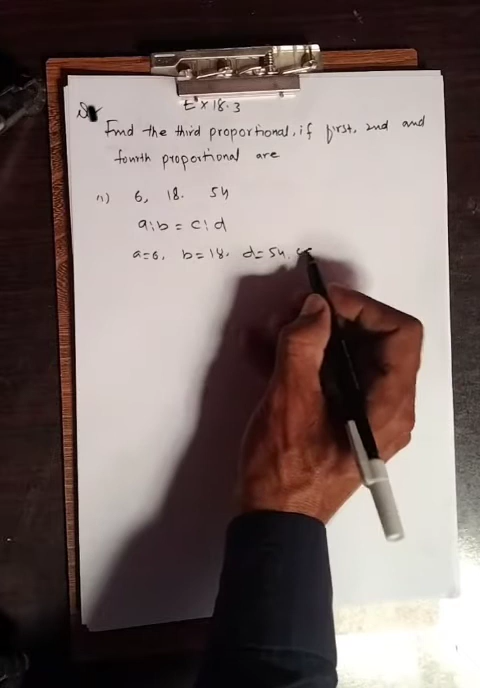 Ex 18.3
Find the third proportional, if first, 2nd and
fourth proportional are
6, 18. 54
a:b = c:d
a=6, b=18. d=54.